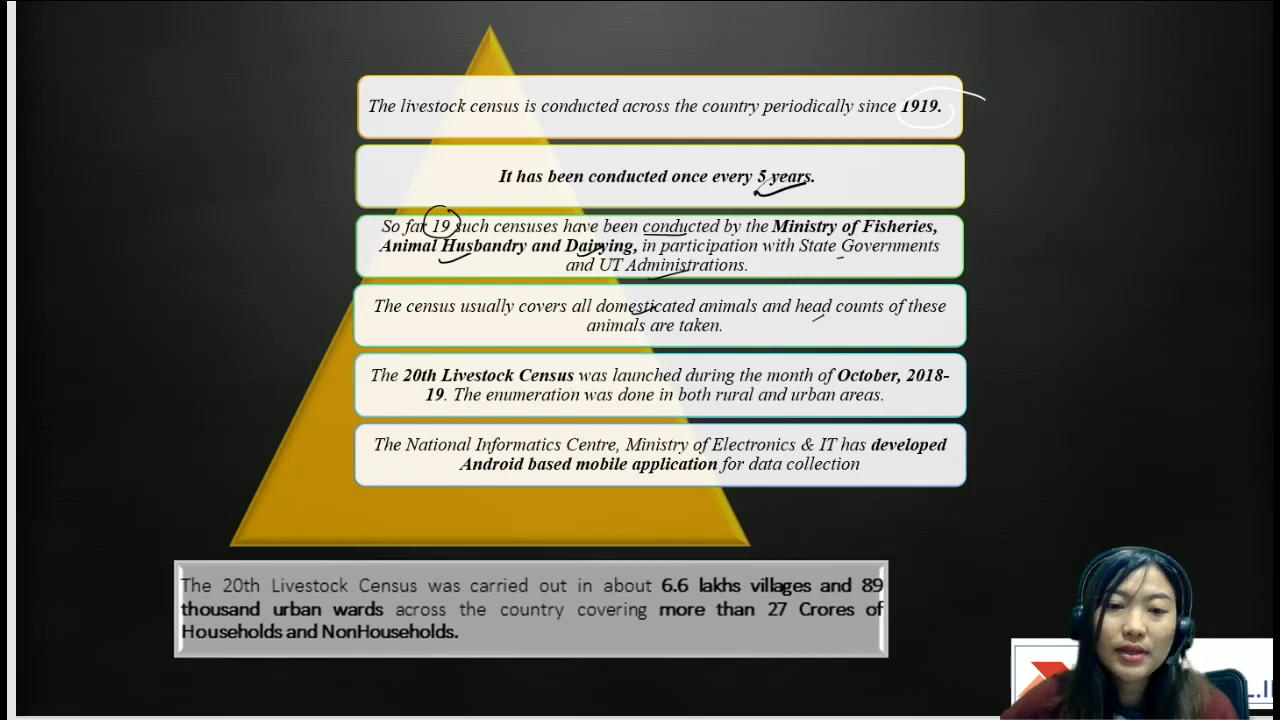 The livestock census is conducted across the country periodically since 1919.
It has been conducted once every 5 years.
So far 19 such censuses have been conducted by the Ministry of Fisheries,
Animal Husbandry and Dairying, in participation with State Governments
and UT Administrations.
The census usually covers all domesticated animals and head counts of these
animals are taken.
The 20th Livestock Census was launched during the month of October, 2018-
19. The enumeration was done in both rural and urban areas.
The National Informatics Centre, Ministry of Electronics & IT has developed
Android based mobile application for data collection
The 20th Livestock Census was carried out in about 6.6 lakhs villages and 89
thousand urban wards across the country covering more than 27 Crores of
Households and NonHouseholds.